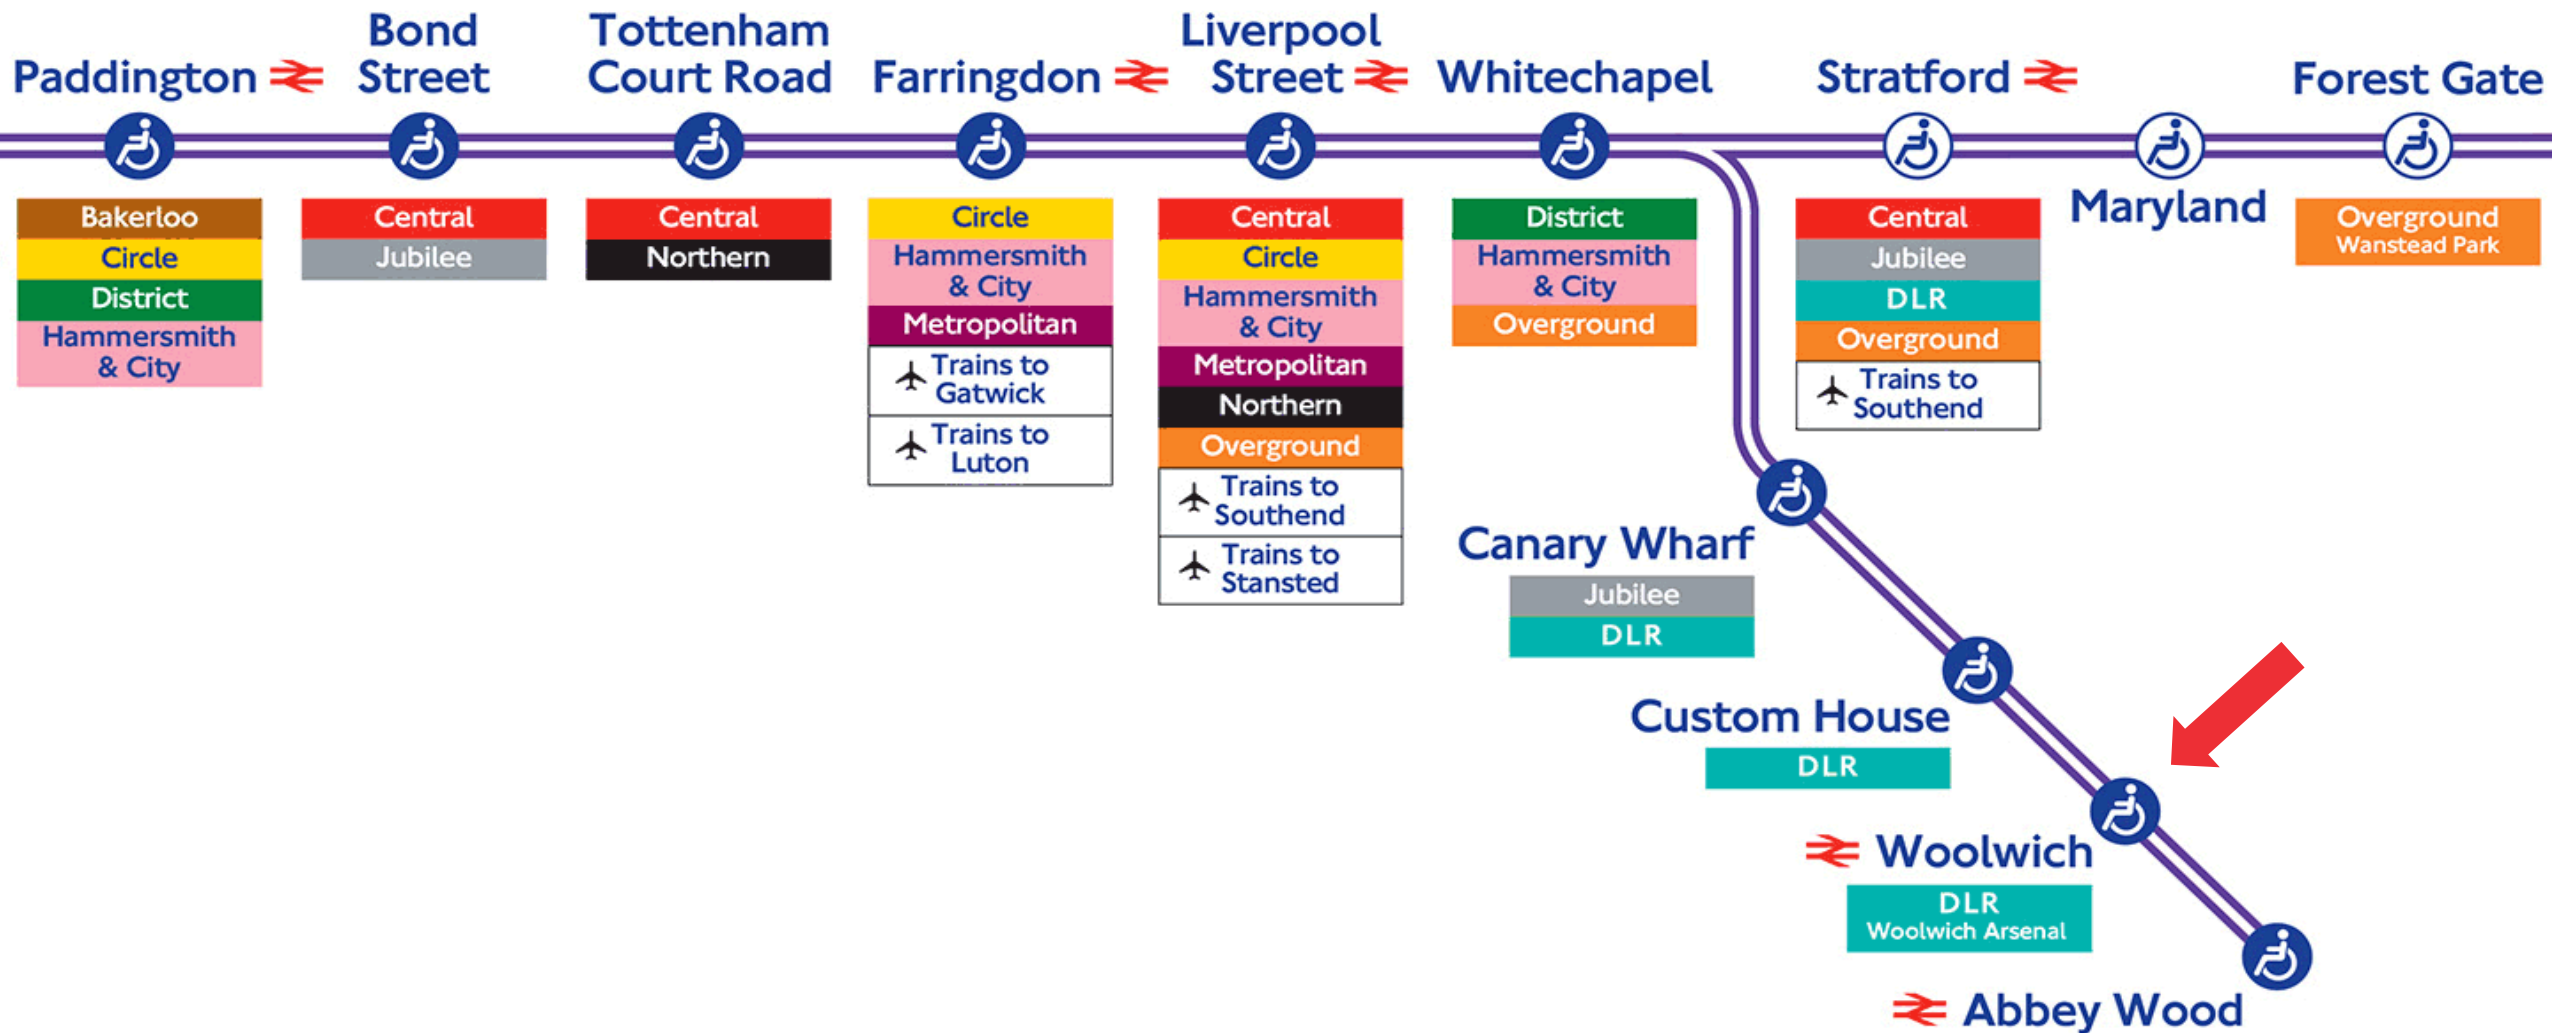 Paddington
Bond
Street
Tottenham
Court Road
Farringdon
Liverpool
Street
Whitechapel
Stratford
Forest Gate
Maryland
Bakerloo
Circle
District
Hammersmith
& City
Central
Jubilee
Central
Northern
Circle
Hammersmith
& City
Metropolitan
Trains to
Gatwick
Trains to
Luton
Central
Circle
Hammersmith
& City
Metropolitan
Northern
Overground
Trains to
Southend
Trains to
Stansted
District
Hammersmith
& City
Overground
Central
Jubilee
DLR
Overground
Trains to
Southend
Overground
Wanstead Park
Canary Wharf
Jubilee
DLR
Custom House
DLR
Woolwich
DLR
Woolwich Arsenal
Abbey Wood